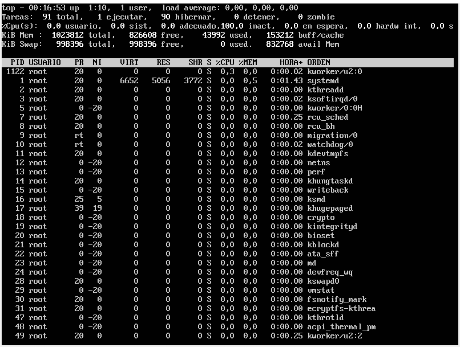 top - 00:16:53 up 1:10, 1 user, load average: 0,00, 0,00, 0,00
Tareas: 91 total, 1 ejecutar, 90 hibernar, 0 detener, 0 zombie
%Cpu(s): 0,0 usuario, 0,0 sist, 0,0 adecuado,100,0 inact, 0,0 en espera, 0,0 hardw int, 0,0 s
KiB Mem : 1023812 total, 826608 free, 43992 used, 153212 buff/cache
KiB Swap: 998396 total, 998396 free, 0 used. 832768 avail Mem
PID USUARIO PR NI VIRT RES SHR S %CPU %MEM HORA+ ORDEN
1122 root 20 0 0 0 0 S 0,3 0,0 0:00.02 kworker/u2:0
1 root 20 0 6652 5056 3772 S 0,0 0,5 0:01.43 systemd
2 root 20 0 0 0 0 S 0,0 0,0 0:00.00 kthreadd
3 root 20 0 0 0 0 S 0,0 0,0 0:00.02 ksoftirqd/0
5 root 0 -20 0 0 0 S 0,0 0,0 0:00.00 kworker/0:0H
7 root 20 0 0 0 0 S 0,0 0,0 0:00.25 rcu_sched
8 root 20 0 0 0 0 S 0,0 0,0 0:00.00 rcu_bh
9 root rt 0 0 0 0 S 0,0 0,0 0:00.00 migration/0
10 root rt 0 0 0 0 S 0,0 0,0 0:00.02 watchdog/0
11 root 20 0 0 0 0 S 0,0 0,0 0:00.00 kdevtmpfs
12 root 0 -20 0 0 0 S 0,0 0,0 0:00.00 netns
13 root 0 -20 0 0 0 S 0,0 0,0 0:00.00 perf
14 root 20 0 0 0 0 S 0,0 0,0 0:00.00 khungtaskd
15 root 0 -20 0 0 0 S 0,0 0,0 0:00.00 writeback
16 root 25 5 0 0 0 S 0,0 0,0 0:00.00 ksmd
17 root 39 19 0 0 0 S 0,0 0,0 0:00.00 khugepaged
18 root 0 -20 0 0 0 S 0,0 0,0 0:00.00 crypto
19 root 0 -20 0 0 0 S 0,0 0,0 0:00.00 kintegrityd
20 root 0 -20 0 0 0 S 0,0 0,0 0:00.00 bioset
21 root 0 -20 0 0 0 S 0,0 0,0 0:00.00 kblockd
22 root 0 -20 0 0 0 S 0,0 0,0 0:00.00 ata_sff
23 root 0 -20 0 0 0 S 0,0 0,0 0:00.00 md
24 root 0 -20 0 0 0 S 0,0 0,0 0:00.00 devfreq_wq
28 root 20 0 0 0 0 S 0,0 0,0 0:00.00 kswapd0
29 root 0 -20 0 0 0 S 0,0 0,0 0:00.00 vmstat
30 root 20 0 0 0 0 S 0,0 0,0 0:00.00 fsnotify_mark
31 root 20 0 0 0 0 S 0,0 0,0 0:00.00 ecryptfs-kthrea
47 root 0 -20 0 0 0 S 0,0 0,0 0:00.00 kthrotld
48 root 0 -20 0 0 0 S 0,0 0,0 0:00.00 acpi_thermal_pm
49 root 20 0 0 0 0 S 0,0 0,0 0:00.25 kworker/u2:2